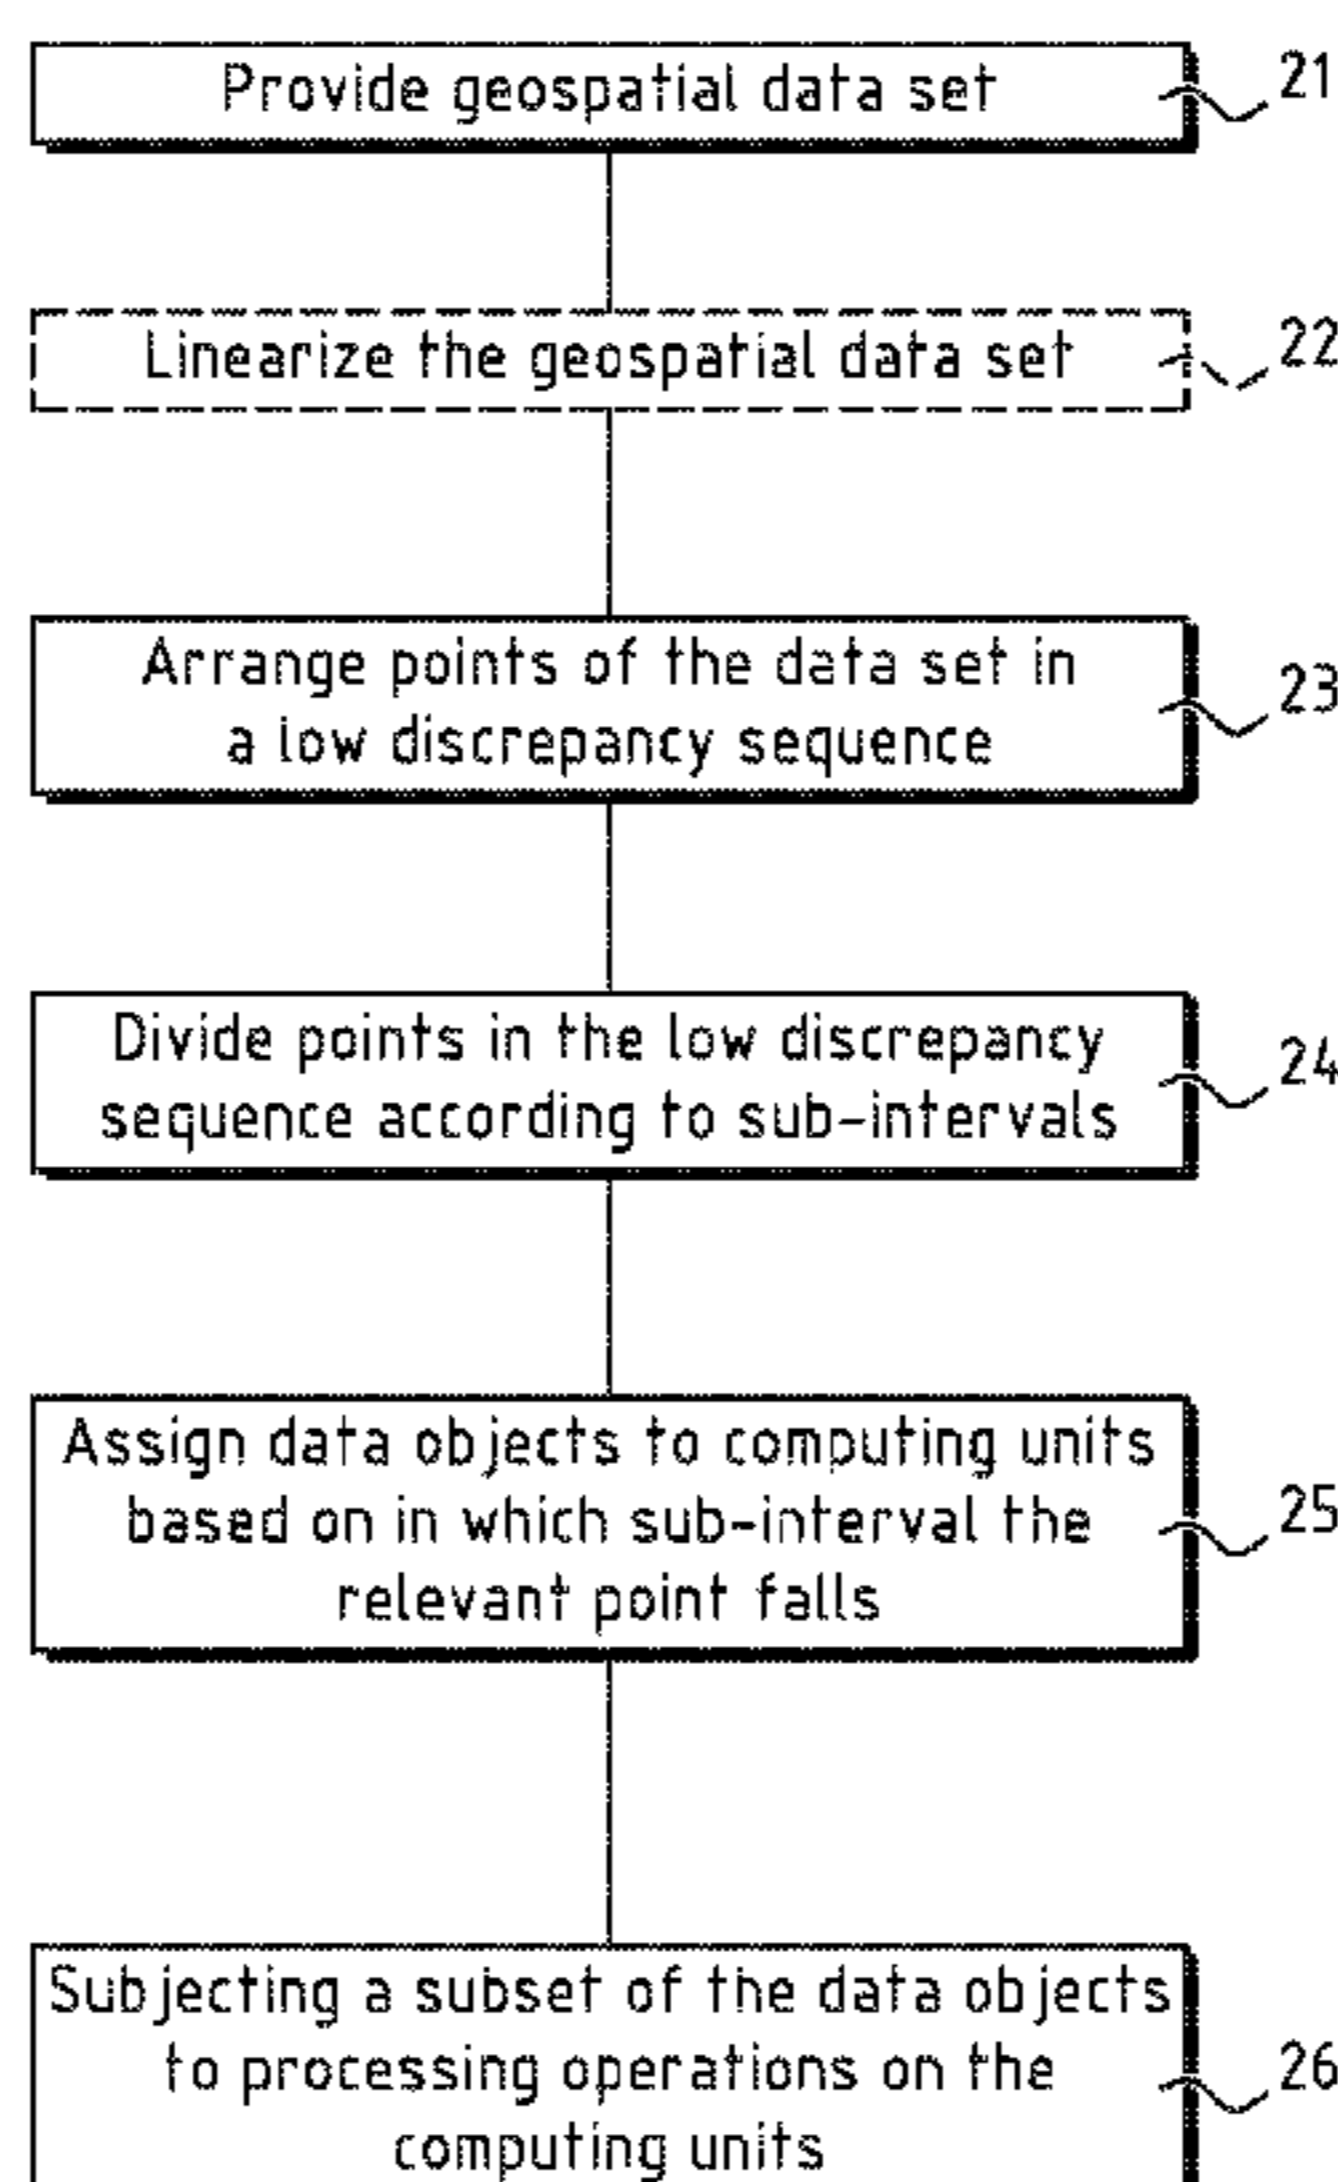 Provide geospatial data set
21
Linearize the geospatial data set
22
Arrange points of the data set in
a low discrepancy sequence
23
Divide points in the low discrepancy
sequence according to sub-intervals
24
Assign data objects to computing units
based on in which sub-interval the
relevant point falls
25
Subjecting a subset of the data objects
to processing operations on the
computing units
26